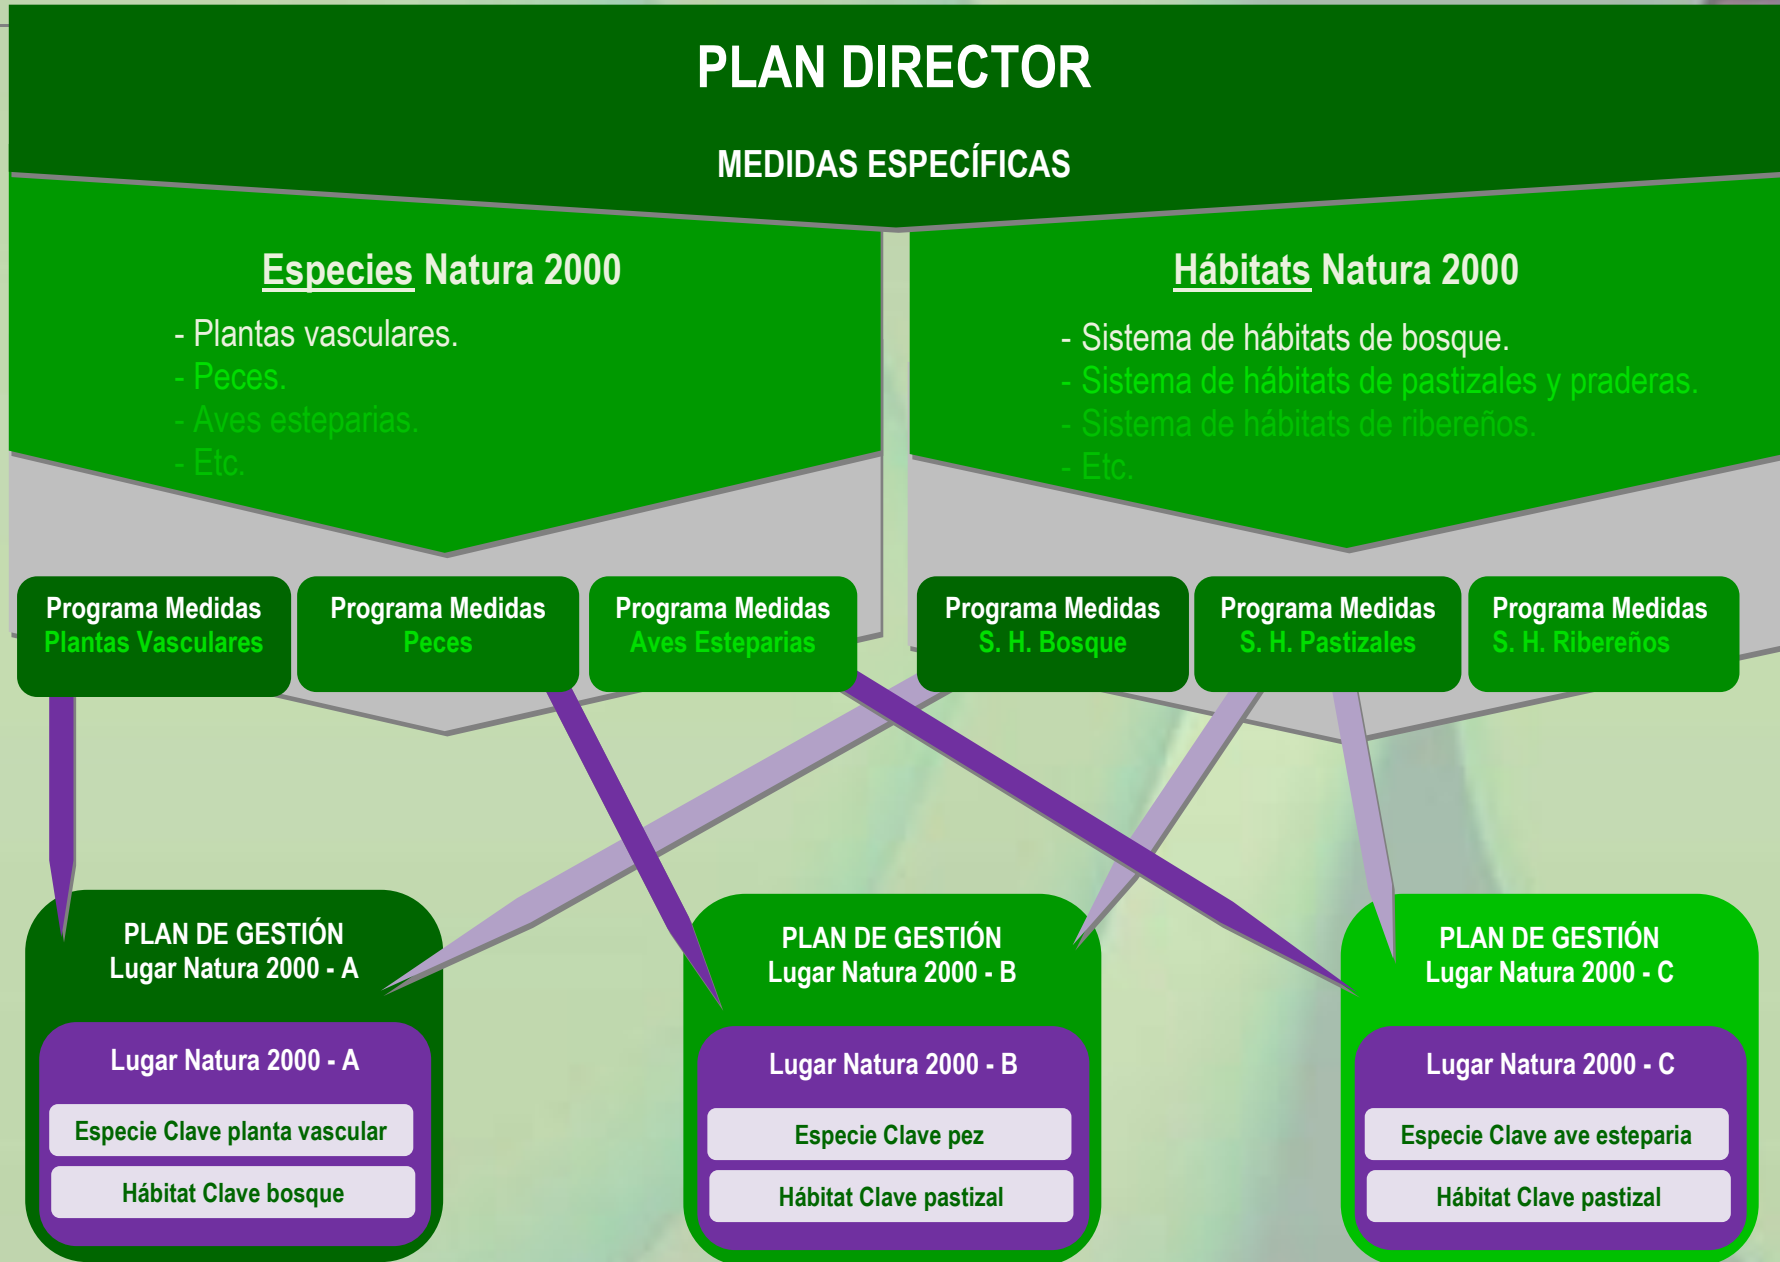 PLAN DIRECTOR
MEDIDAS ESPECÍFICAS
Especies Natura 2000
- Plantas vasculares.
- Peces.
- Aves esteparias.
- Etc.
Hábitats Natura 2000
- Sistema de hábitats de bosque.
- Sistema de hábitats de pastizales y praderas.
- Sistema de hábitats de ribereños.
- Etc.
Programa Medidas
Plantas Vasculares
Programa Medidas
Peces
Programa Medidas
Aves Esteparias
Programa Medidas
S. H. Bosque
Programa Medidas
S. H. Pastizales
Programa Medidas
S. H. Ribereños
PLAN DE GESTIÓN
Lugar Natura 2000 - A
Lugar Natura 2000 - A
Especie Clave planta vascular
Hábitat Clave bosque
PLAN DE GESTIÓN
Lugar Natura 2000 - B
Lugar Natura 2000 - B
Especie Clave pez
Hábitat Clave pastizal
PLAN DE GESTIÓN
Lugar Natura 2000 - C
Lugar Natura 2000 - C
Especie Clave ave esteparia
Hábitat Clave pastizal